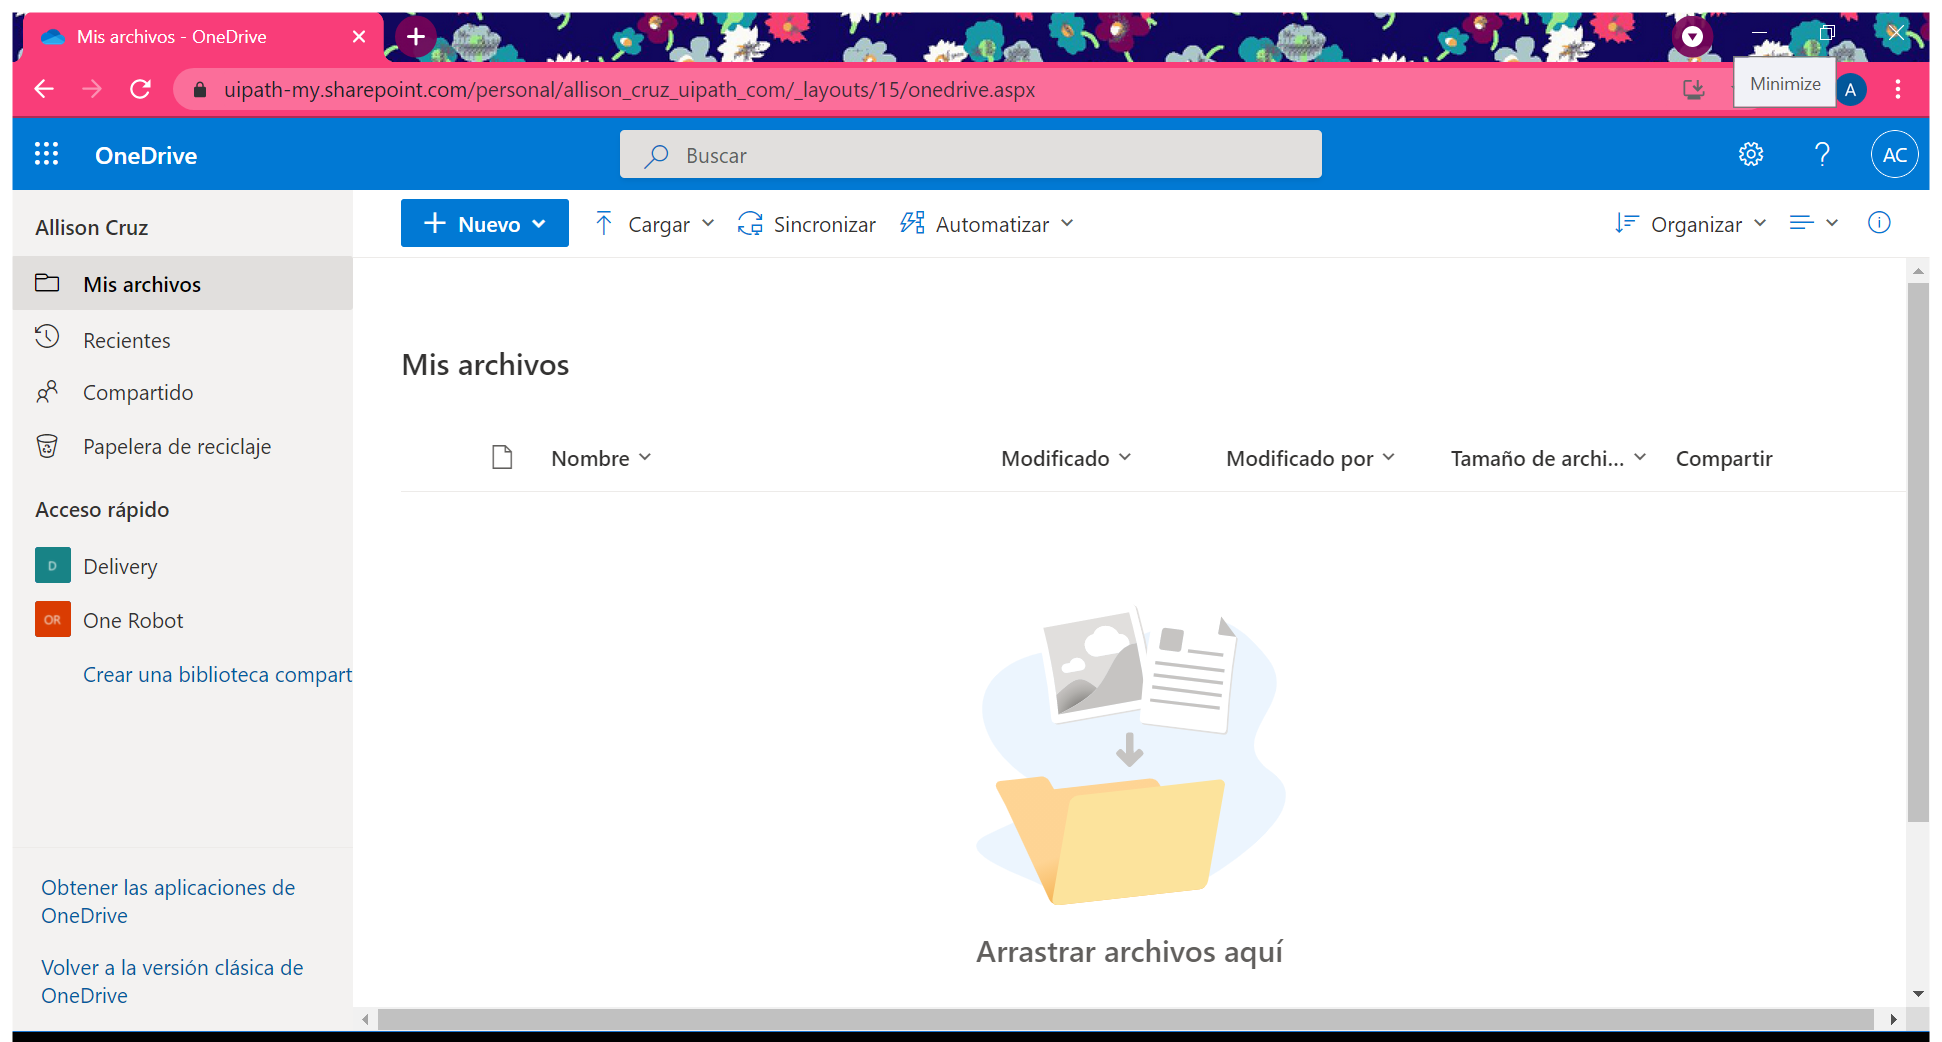 Mis archivos - OneDrive
uipath-my.sharepoint.com/personal/allison_cruz_uipath_com/_layouts/15/onedrive.aspx
Minimize
A
OneDrive
Buscar
?
AC
Allison Cruz
Nuevo
Cargar
Sincronizar
Automatizar
Organizar
Mis archivos
Recientes
Compartido
Papelera de reciclaje
Acceso rápido
D Delivery
OR One Robot
Crear una biblioteca compart
Obtener las aplicaciones de
OneDrive
Volver a la versión clásica de
OneDrive
Mis archivos
Nombre Modificado Modificado por Tamaño de archi... Compartir
Arrastrar archivos aquí